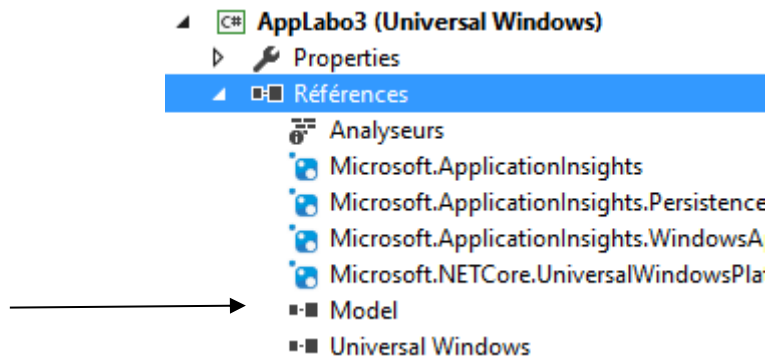 C# AppLabo3 (Universal Windows)
Properties
Références
Analyseurs
Microsoft.ApplicationInsights
Microsoft.ApplicationInsights.Persistence
Microsoft.ApplicationInsights.WindowsA
Microsoft.NETCore.UniversalWindowsPla
Model
Universal Windows